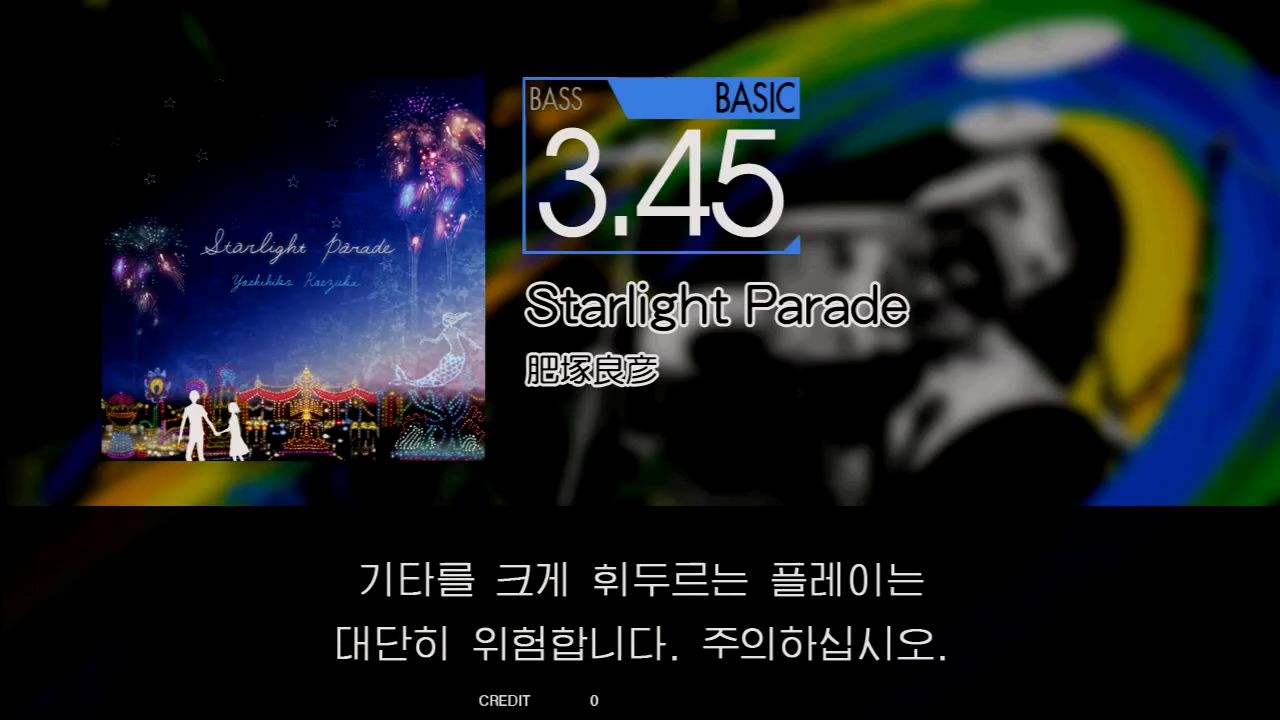 Starlight Parade
Yoshihiko Koezuka
BASS
BASIC
3.45
Starlight Parade
肥塚良彦
기타를 크게 휘두르는 플레이는
대단히 위험합니다. 주의하십시오.
CREDIT 0